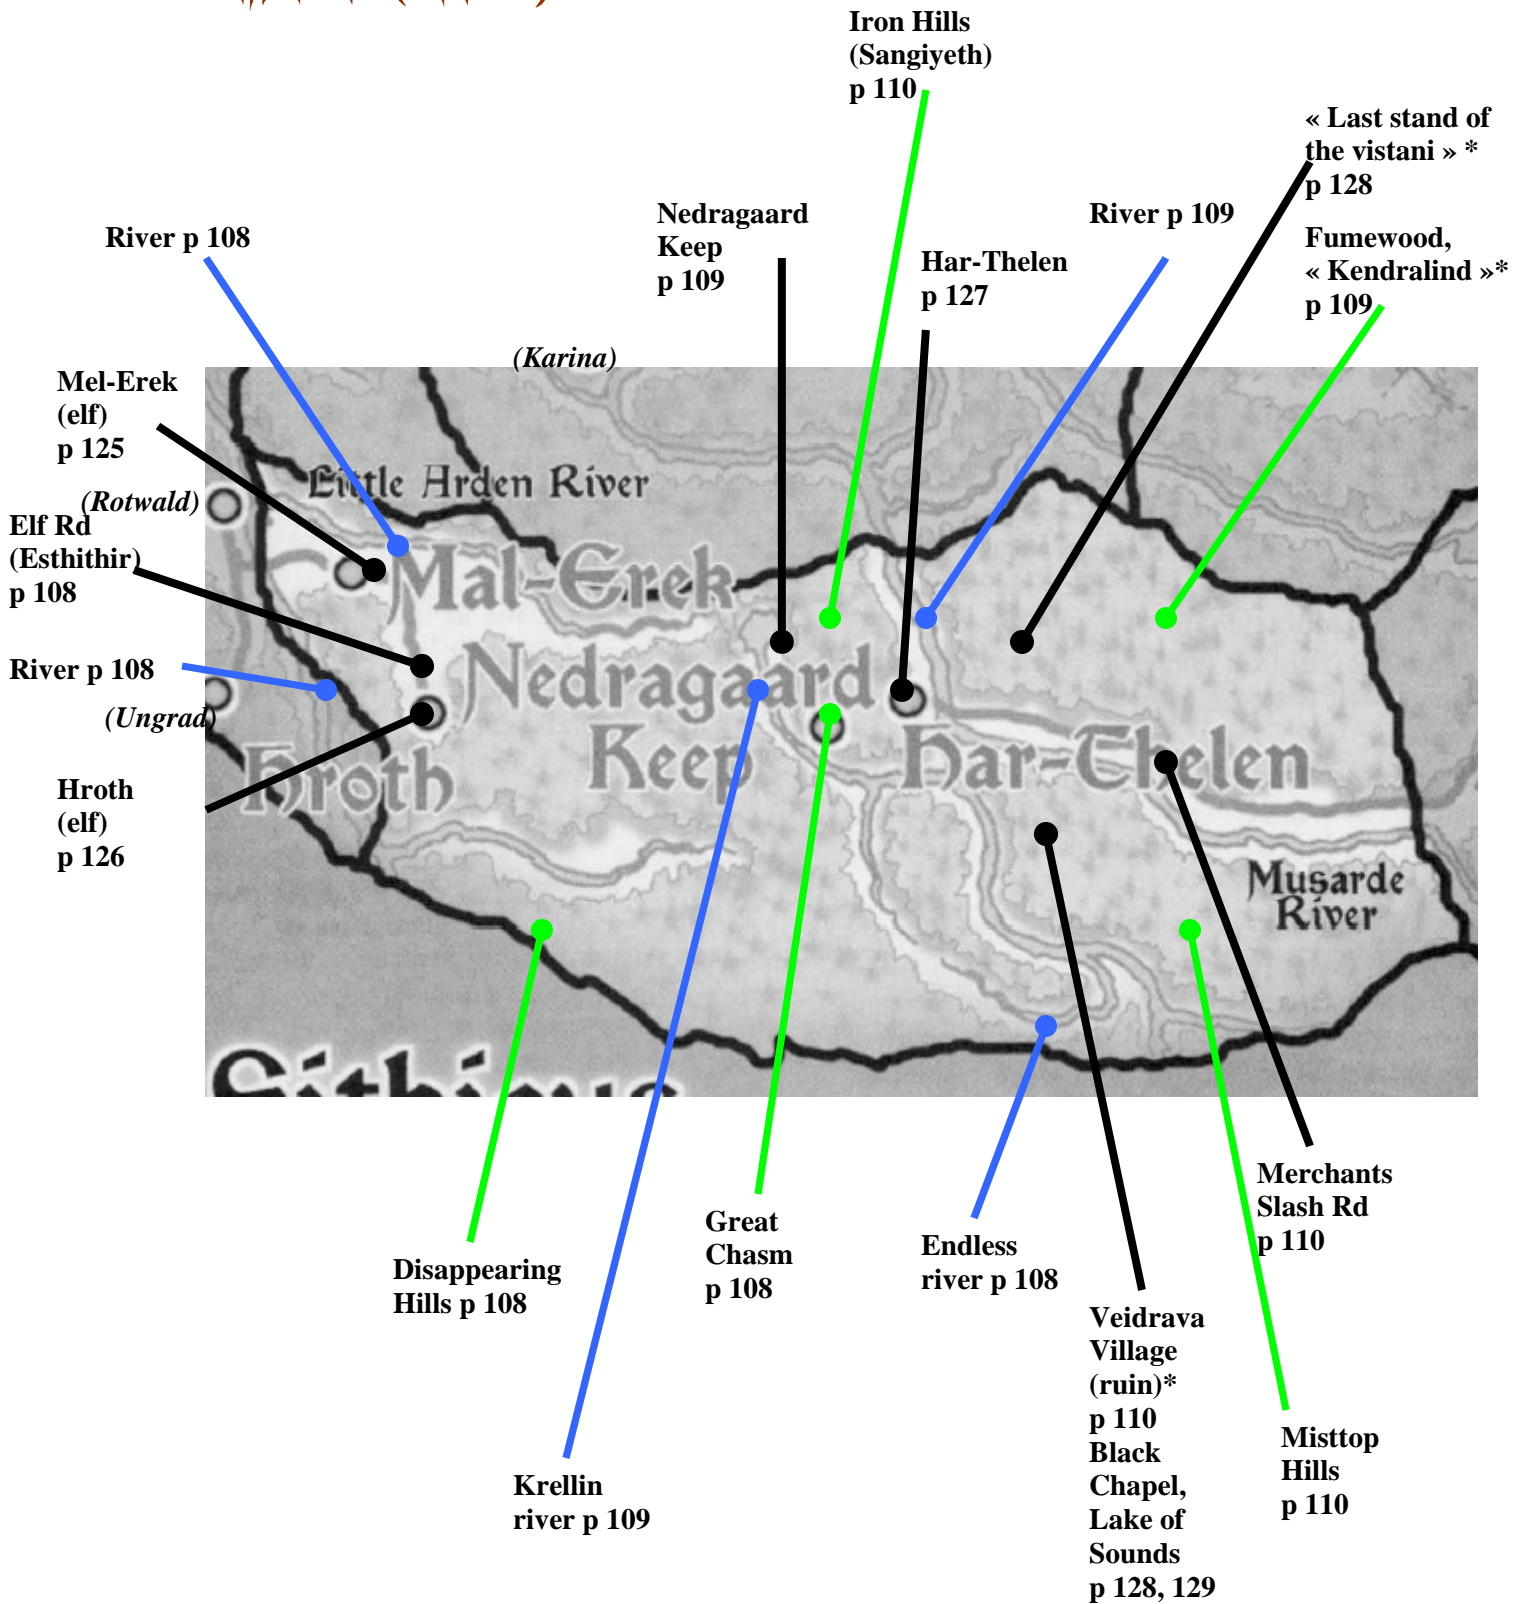 Iron Hills
(Sangiyeth)
p 110
« Last stand of
the vistani » *
p 128
Nedragaard
Keep
p 109
River p 109
River p 108
Fumewood,
« Kendralind »*
p 109
Har-Thelen
p 127
(Karina)
Mel-Erek
(elf)
p 125
Little Arden River
(Rotwald)
Elf Rd
(Esthithir)
p 108
Mal-Erek
River p 108
Nedragaard
Keep
(Ungrad)
Hroth
Har-Thelen
Hroth
(elf)
p 126
Musarde
River
Sithicus
Merchants
Slash Rd
p 110
Great
Chasm
p 108
Endless
river p 108
Disappearing
Hills p 108
Veidrava
Village
(ruin)*
p 110
Black
Chapel,
Lake of
Sounds
p 128, 129
Misttop
Hills
p 110
Krellin
river p 109